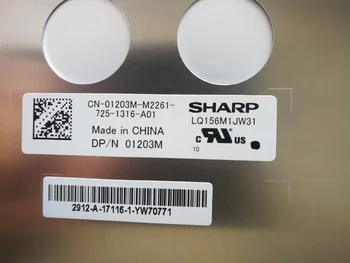 CN-01203M-M2261-
725-1316-A01
Made in CHINA
DP/N 01203M
SHARP
LQ156M1JW31
c RU us
10
2912-A-17116-1-YW70771